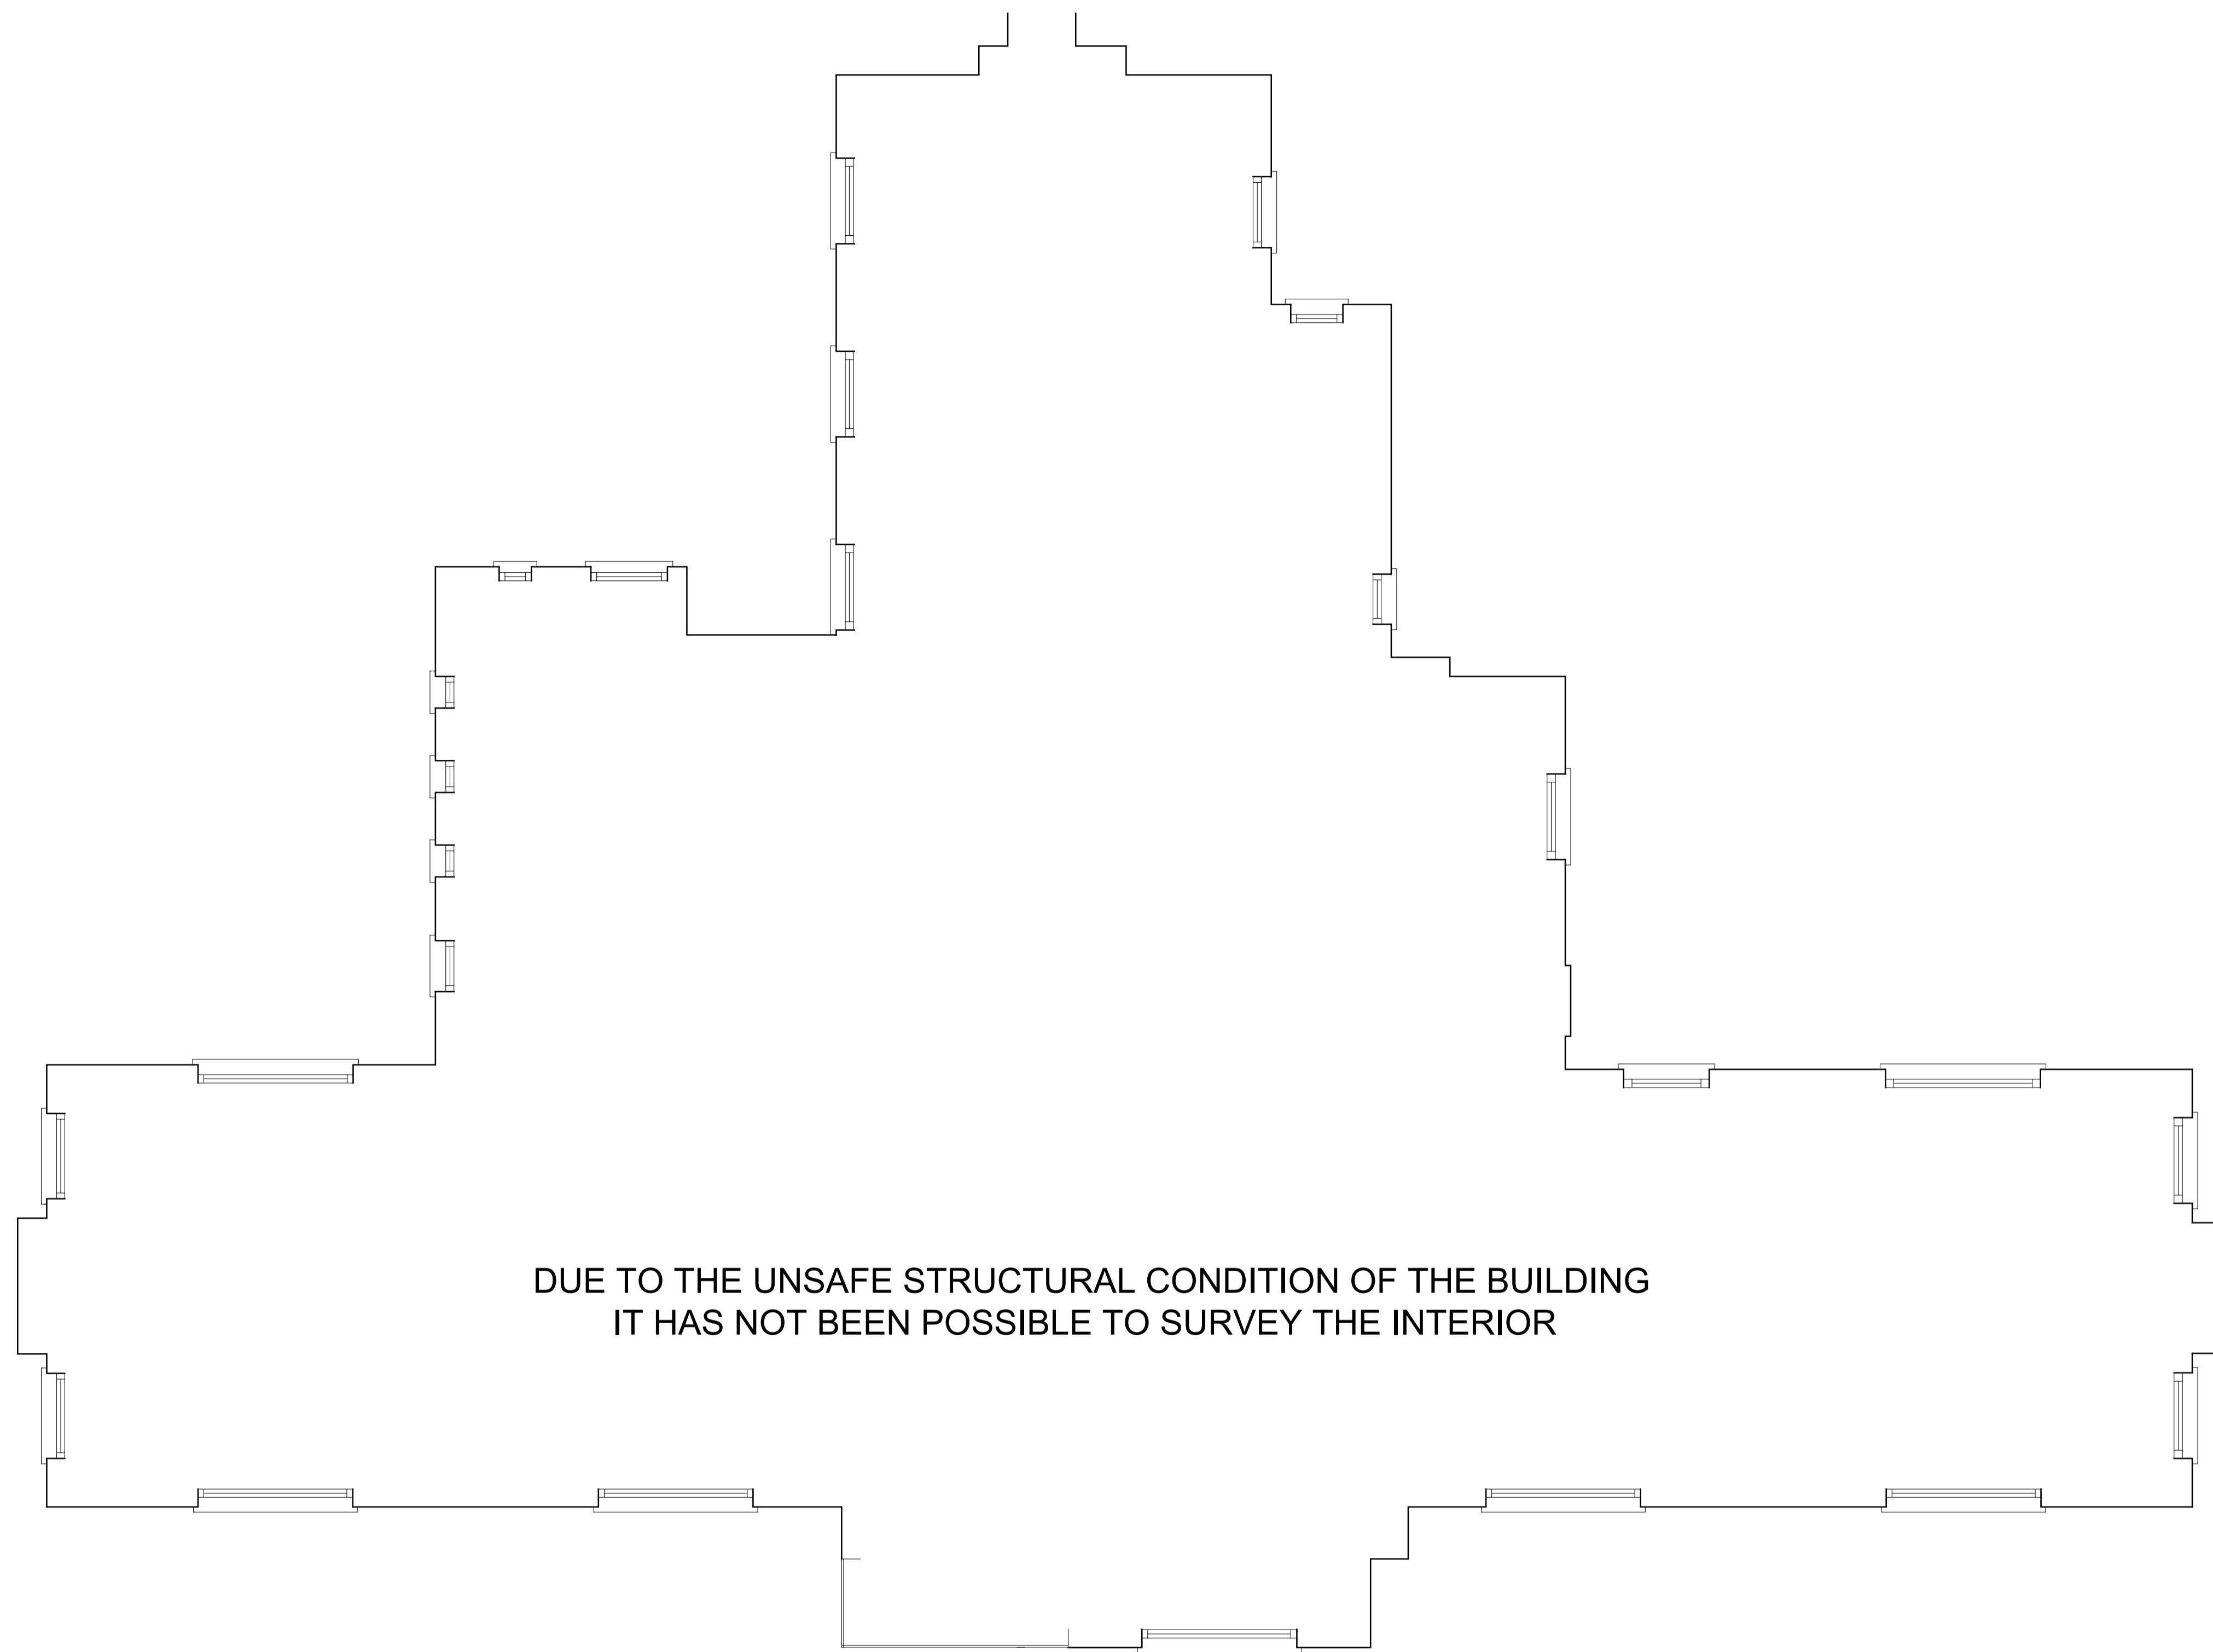 DUE TO THE UNSAFE STRUCTURAL CONDITION OF THE BUILDING
IT HAS NOT BEEN POSSIBLE TO SURVEY THE INTERIOR